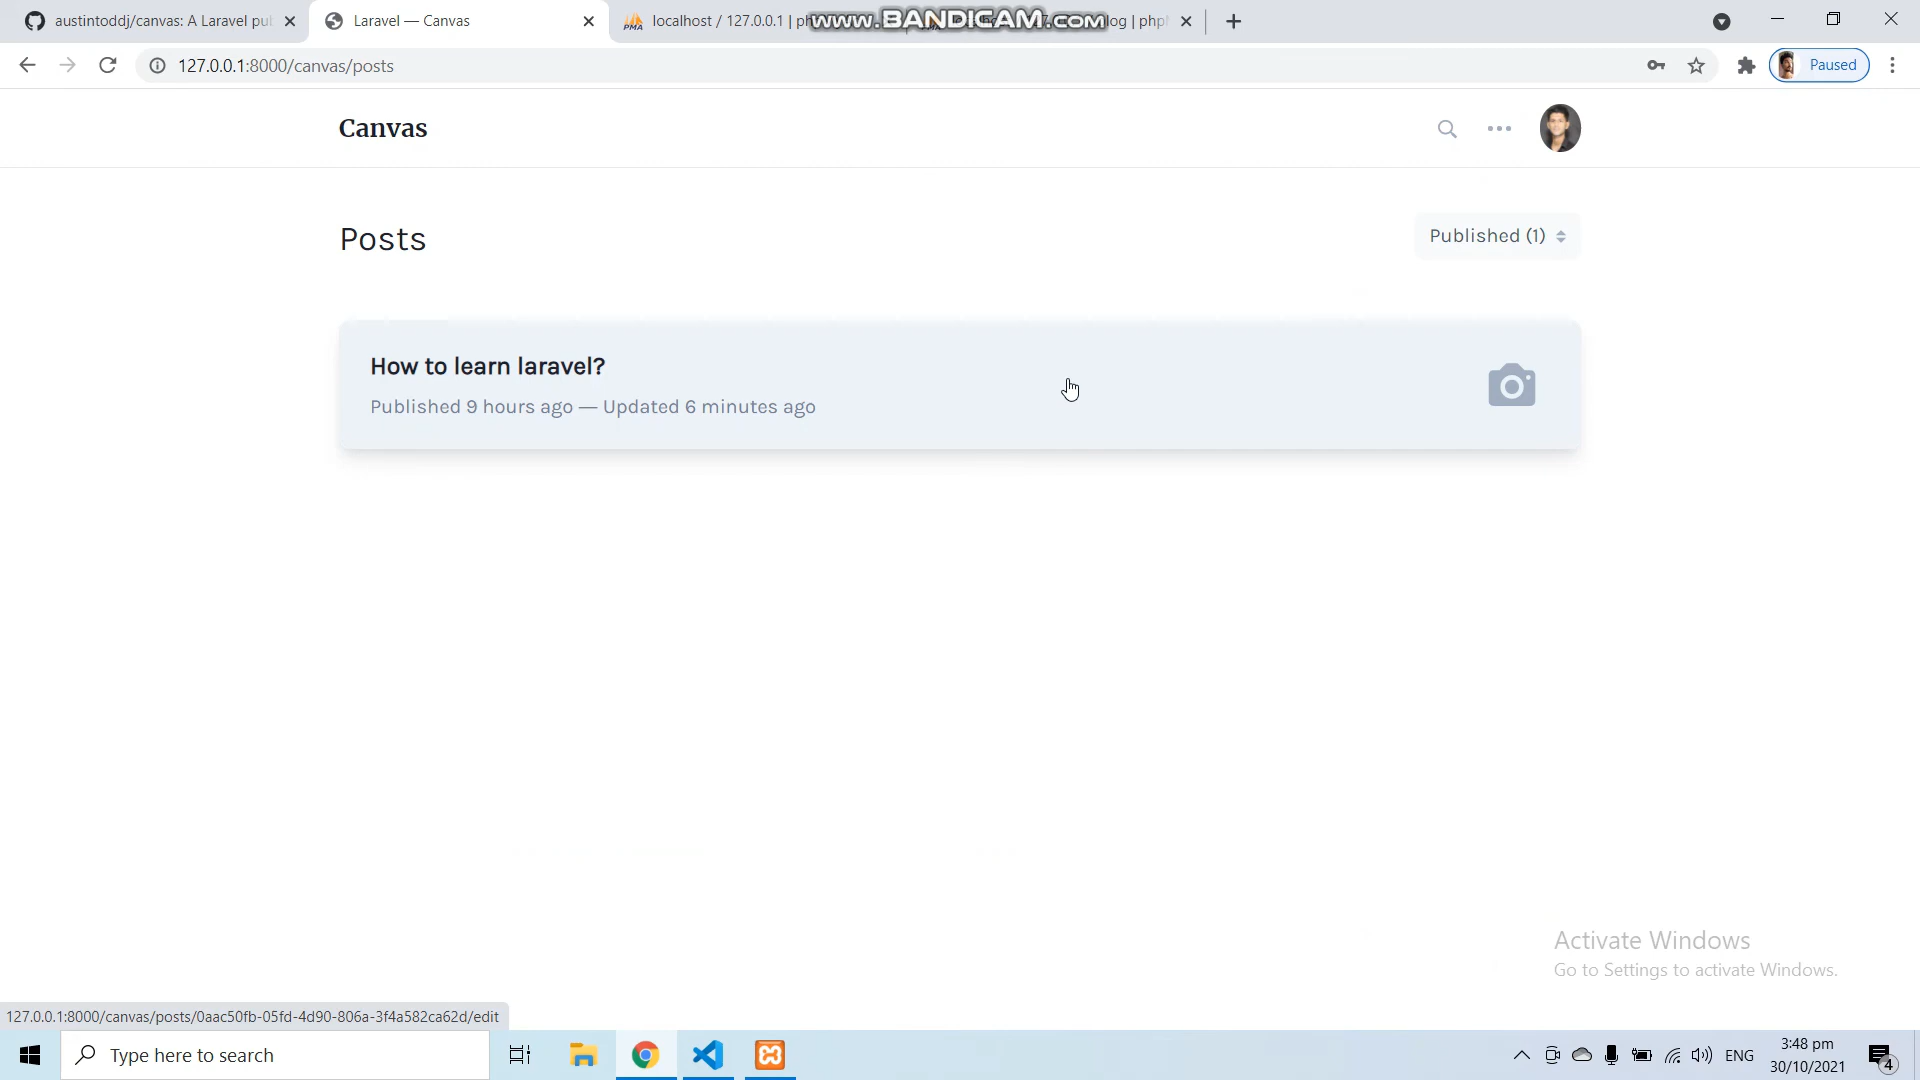 austintoddj/canvas: A Laravel pu
Laravel — Canvas
localhost / 127.0.0.1 | ph
log | php
www.BANDICAM.com
127.0.0.1:8000/canvas/posts
Paused
Canvas
Posts
Published (1)
How to learn laravel?
Published 9 hours ago — Updated 6 minutes ago
Activate Windows
Go to Settings to activate Windows.
127.0.0.1:8000/canvas/posts/0aac50fb-05fd-4d90-806a-3f4a582ca62d/edit
Type here to search
ENG
3:48 pm
30/10/2021
4